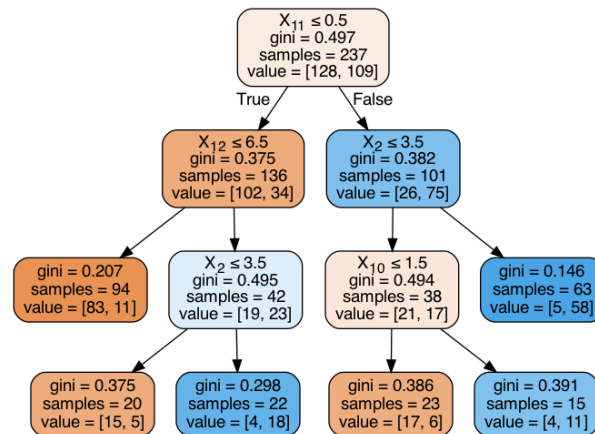 X₁₁ ≤ 0.5
gini = 0.497
samples = 237
value = [128, 109]
True
False
X₁₂ ≤ 6.5
gini = 0.375
samples = 136
value = [102, 34]
X₂ ≤ 3.5
gini = 0.382
samples = 101
value = [26, 75]
gini = 0.207
samples = 94
value = [83, 11]
X₂ ≤ 3.5
gini = 0.495
samples = 42
value = [19, 23]
X₁₀ ≤ 1.5
gini = 0.494
samples = 38
value = [21, 17]
gini = 0.146
samples = 63
value = [5, 58]
gini = 0.375
samples = 20
value = [15, 5]
gini = 0.298
samples = 22
value = [4, 18]
gini = 0.386
samples = 23
value = [17, 6]
gini = 0.391
samples = 15
value = [4, 11]